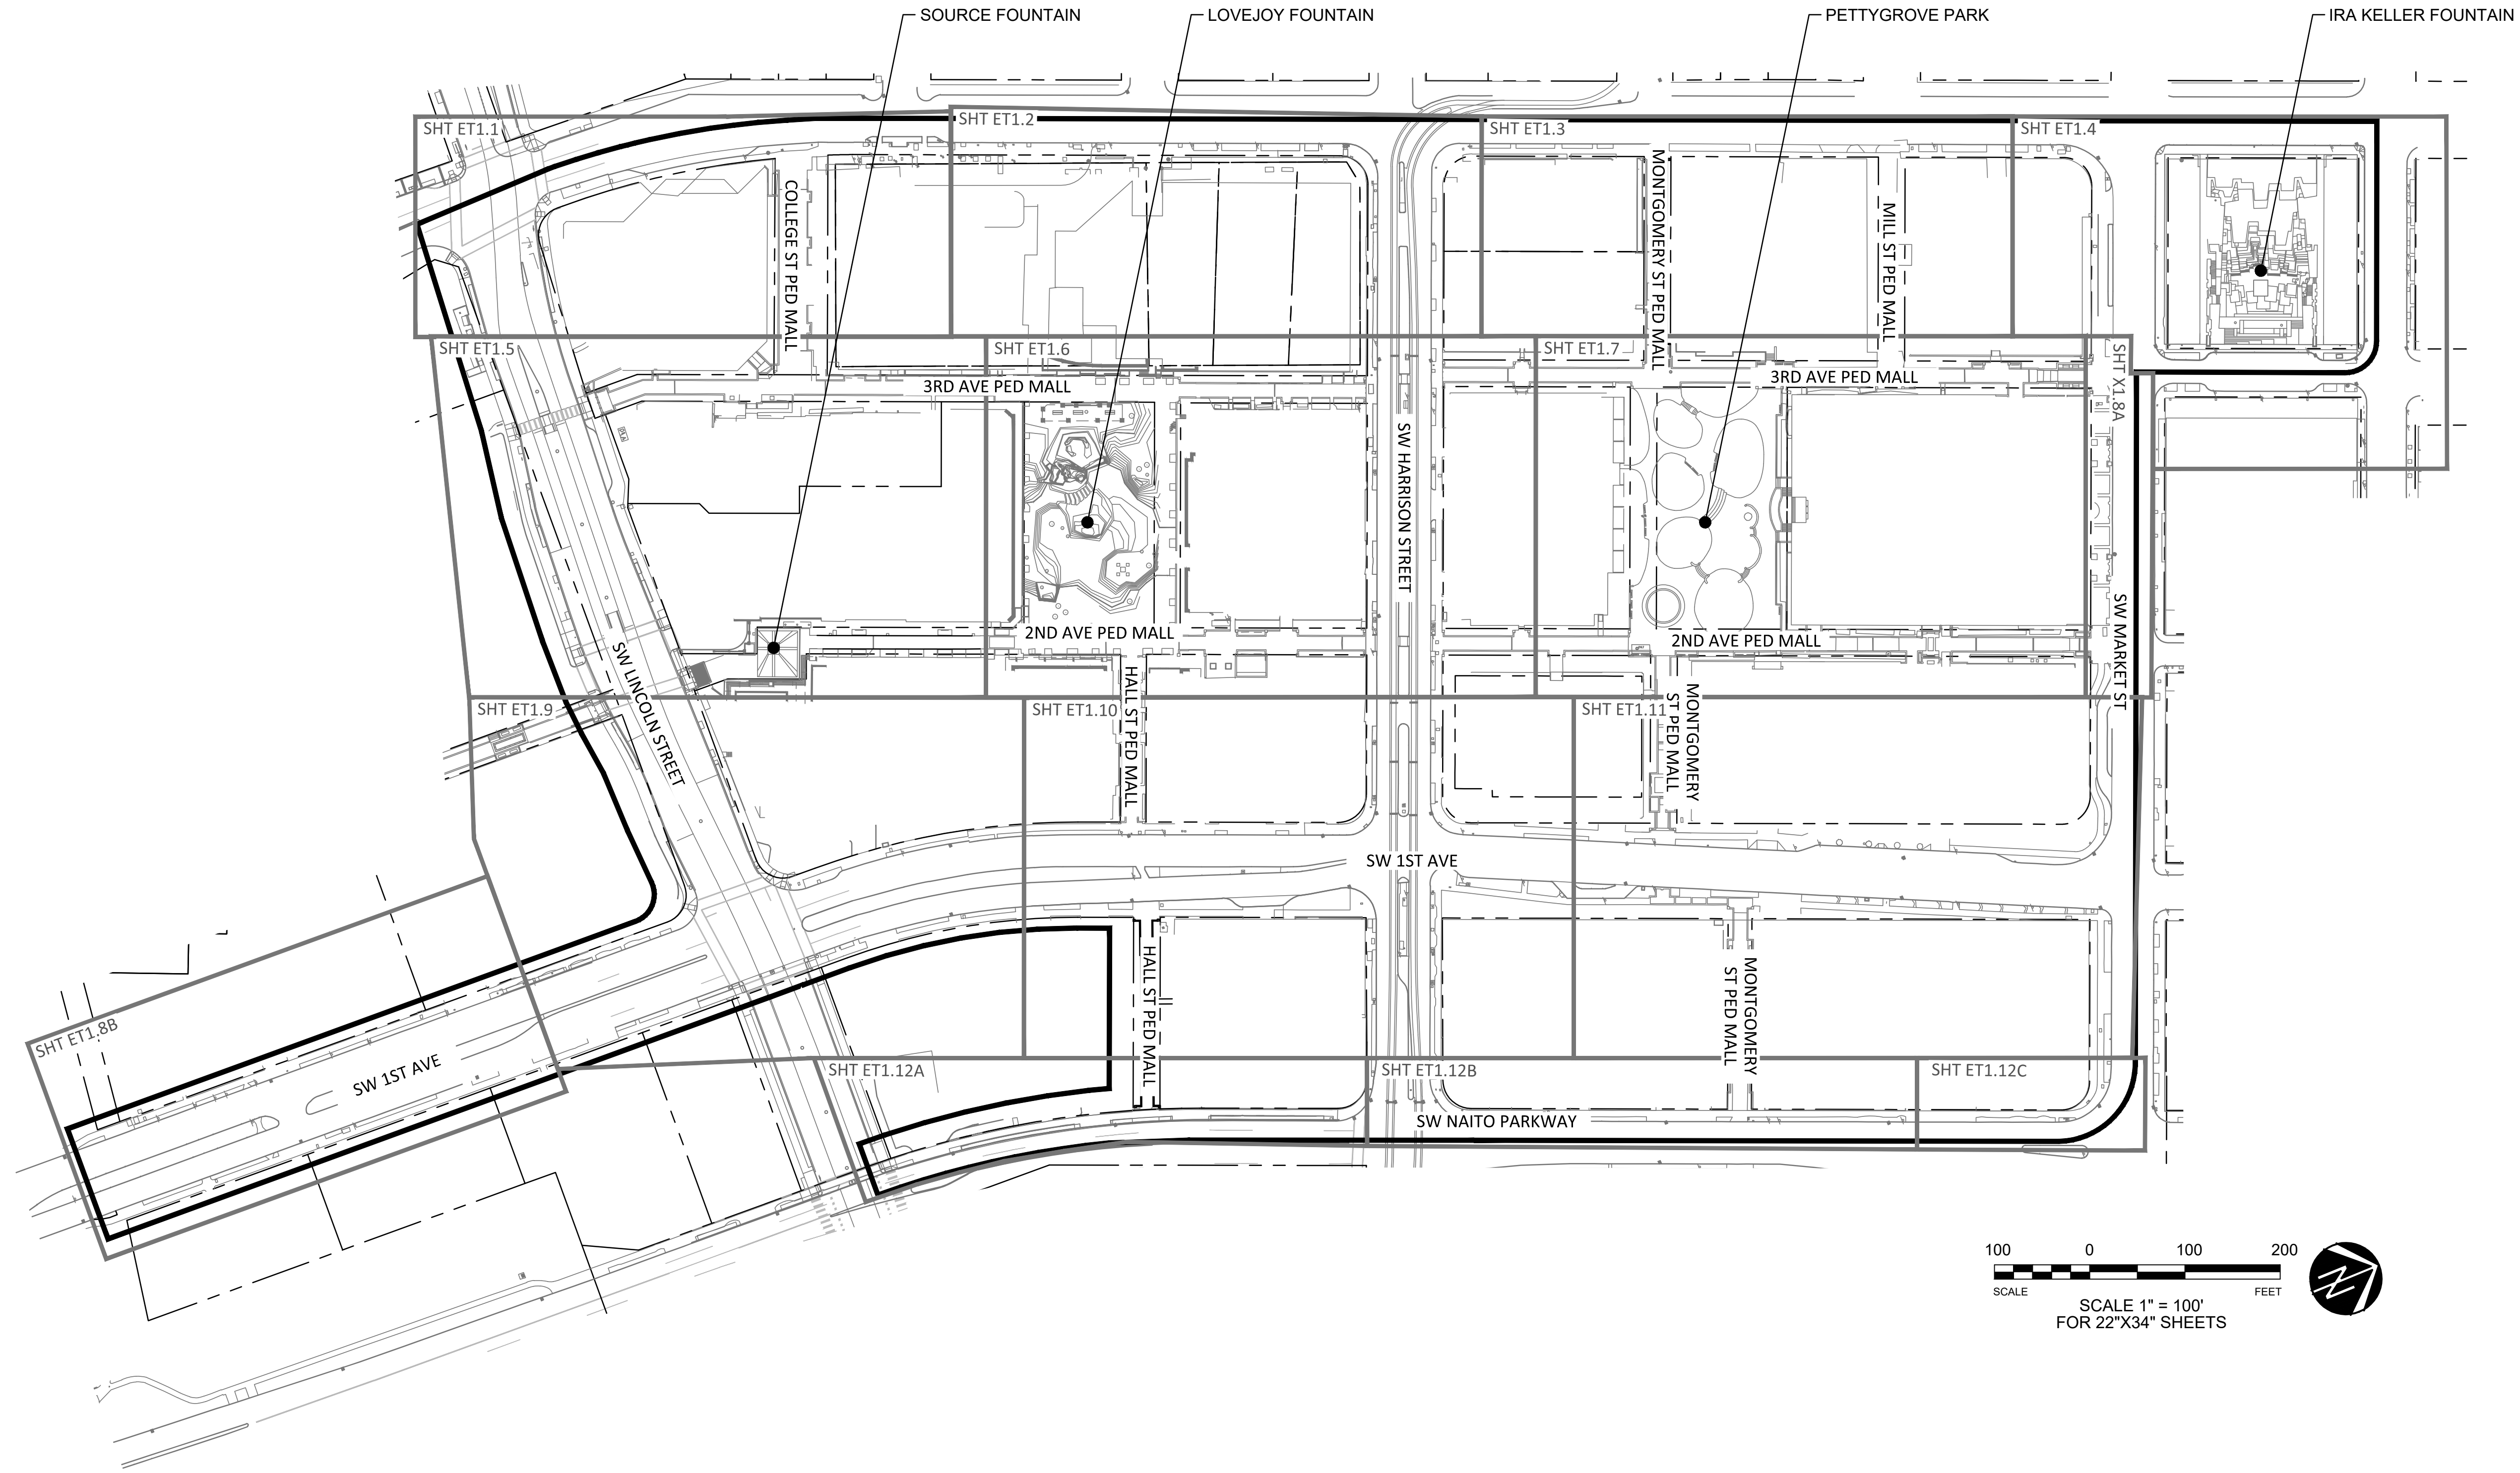 SOURCE FOUNTAIN
LOVEJOY FOUNTAIN
PETTYGROVE PARK
IRA KELLER FOUNTAIN
SHT ET1.1
SHT ET1.2
SHT ET1.3
SHT ET1.4
COLLEGE ST PED MALL
MONTGOMERY ST PED MALL
MILL ST PED MALL
SHT ET1.5
SHT ET1.6
SHT ET1.7
SHT X1.8A
3RD AVE PED MALL
3RD AVE PED MALL
SW HARRISON STREET
SW MARKET ST
2ND AVE PED MALL
2ND AVE PED MALL
SW LINCOLN STREET
HALL ST PED MALL
MONTGOMERY
ST PED MALL
SHT ET1.9
SHT ET1.10
SHT ET1.11
SW 1ST AVE
HALL ST PED MALL
MONTGOMERY
ST PED MALL
SHT ET1.8B
SW 1ST AVE
SHT ET1.12A
SHT ET1.12B
SHT ET1.12C
SW NAITO PARKWAY
100 0 100 200
SCALE FEET
SCALE 1" = 100'
FOR 22"X34" SHEETS
N